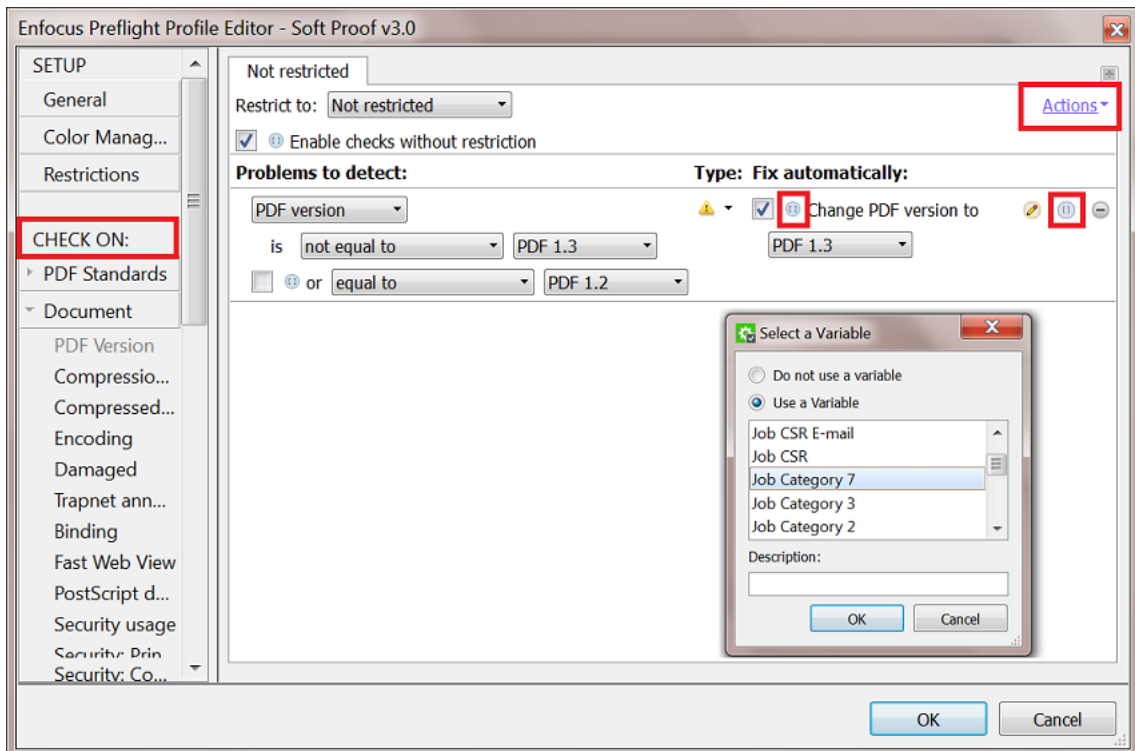 Enfocus Preflight Profile Editor - Soft Proof v3.0
SETUP
General
Color Manag...
Restrictions
CHECK ON:
PDF Standards
Document
PDF Version
Compressio...
Compressed...
Encoding
Damaged
Trapnet ann...
Binding
Fast Web View
PostScript d...
Security usage
Security: Prin
Security: Co...
Not restricted
Restrict to: Not restricted
Actions
Enable checks without restriction
Problems to detect: Type: Fix automatically:
PDF version Change PDF version to
is not equal to PDF 1.3 PDF 1.3
or equal to PDF 1.2
Select a Variable
Do not use a variable
Use a Variable
Job CSR E-mail
Job CSR
Job Category 7
Job Category 3
Job Category 2
Description:
OK Cancel
OK Cancel